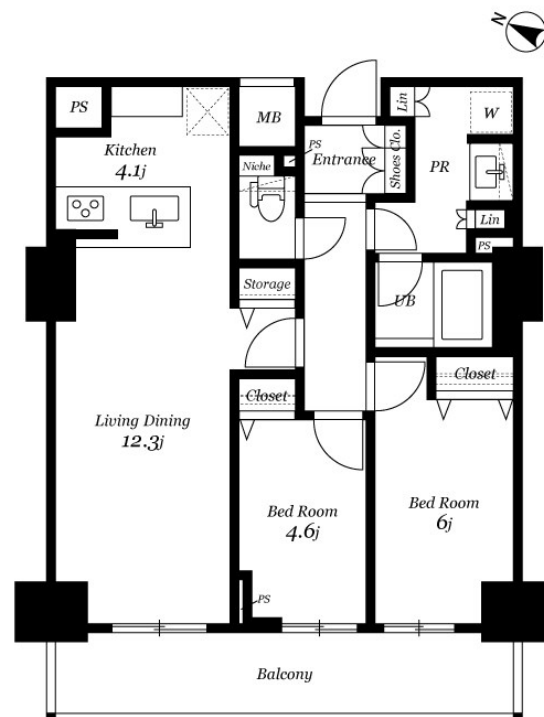 N
PS
MB
Lin
W
Kitchen
4.1j
Niche
PS
Entrance
Shoes Clo.
PR
Lin
PS
Storage
UB
Closet
Closet
Living Dining
12.3j
Bed Room
4.6j
Bed Room
6j
PS
Balcony